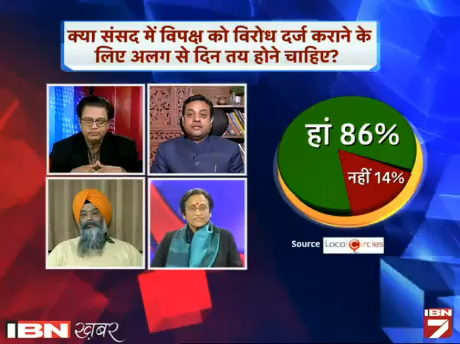 क्या संसद में विपक्ष को विरोध दर्ज कराने के
लिए अलग से दिन तय होने चाहिए?
हां 86%
नहीं 14%
Source LocalCircles
IBN ख़बर
IBN
7